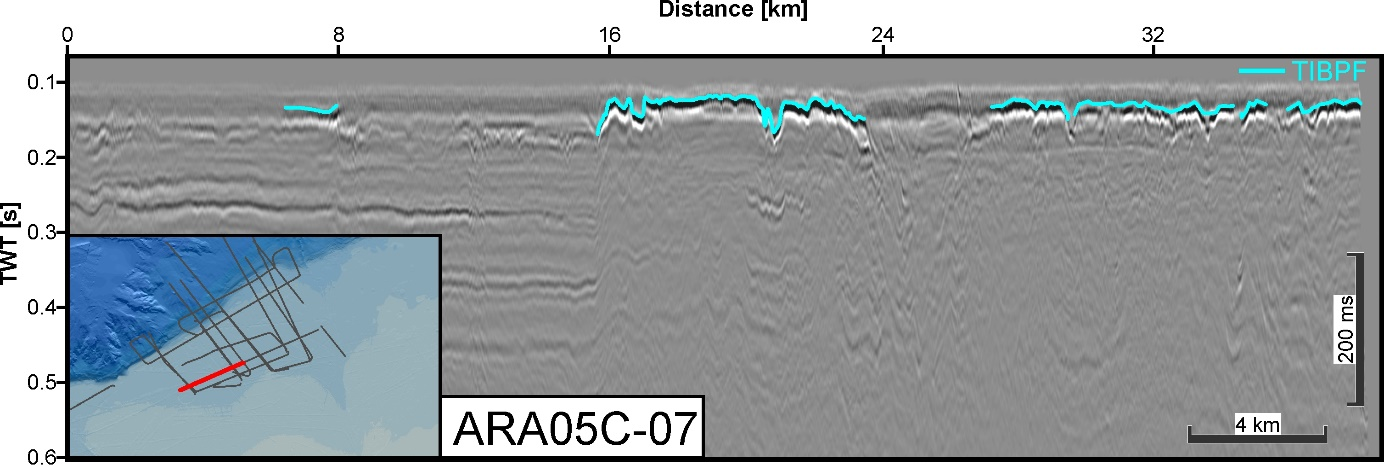 Distance [km]
0 8 16 24 32
TIBPF
0.1
0.2
0.3
0.4
0.5
0.6
TWT [s]
200 ms
4 km
ARA05C-07